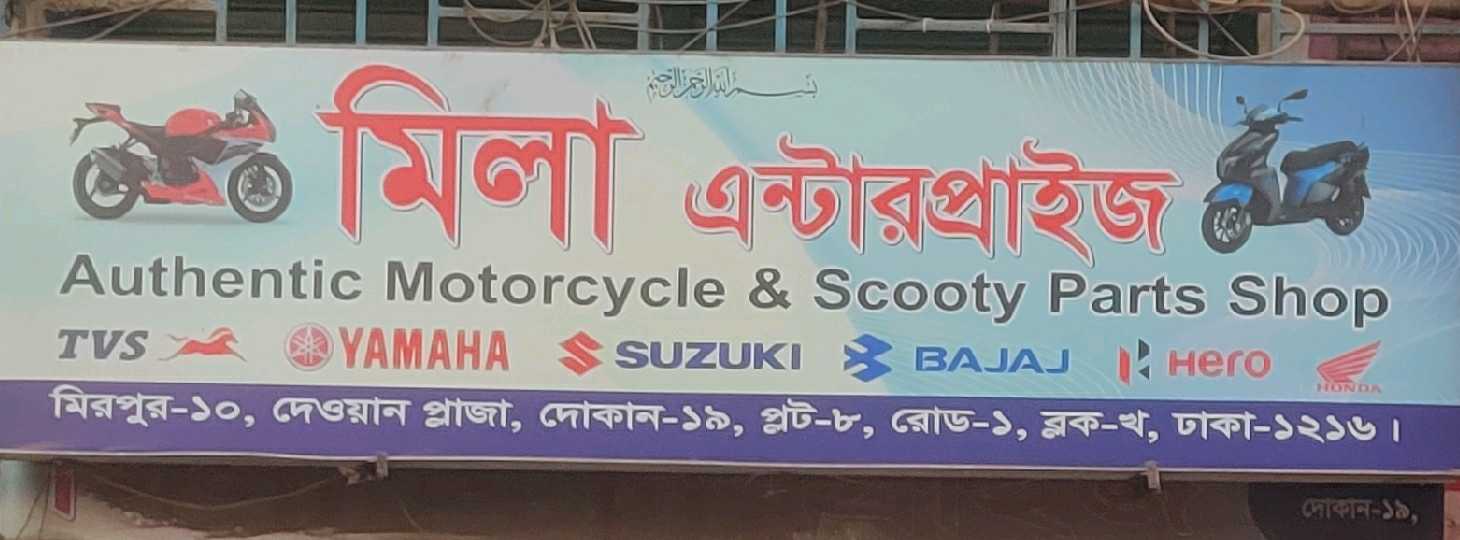 بسم الله الرحمن الرحيم
মিলা এন্টারপ্রাইজ
Authentic Motorcycle & Scooty Parts Shop
TVS YAMAHA SUZUKI BAJAJ Hero HONDA
মিরপুর-১০, দেওয়ান প্লাজা, দোকান-১৯, প্লট-৮, রোড-১, ব্লক-খ, ঢাকা-১২১৬।
দোকান-১৯,